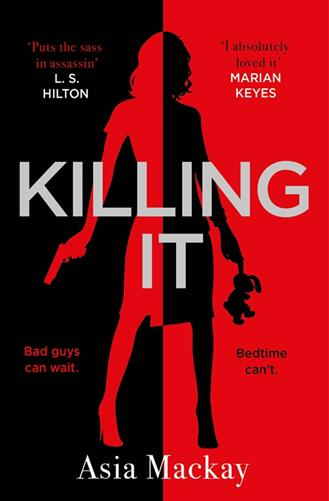 'Puts the sass
in assassin'
L. S.
HILTON
'I absolutely
loved it'
MARIAN
KEYES
KILLING
IT
Bad guys
can wait.
Bedtime
can't.
Asia Mackay